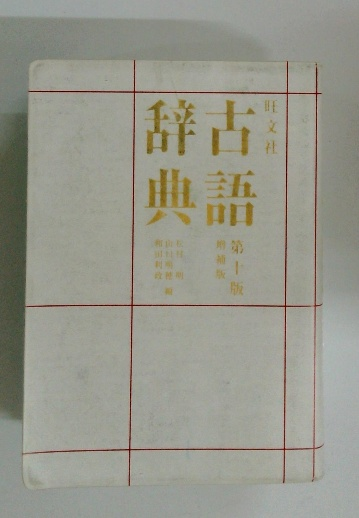 旺文社
古語
辞典
第十版
増補版
松村 明
山口明穂 編
和田利政